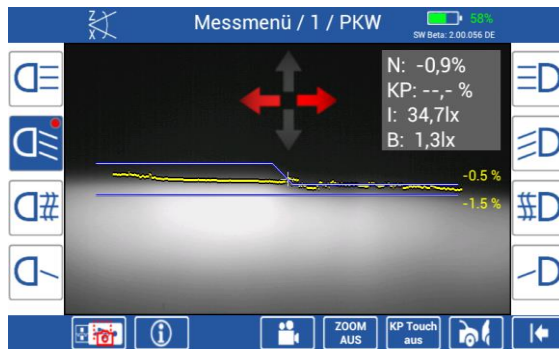 Z
X
Messmenü / 1 / PKW
58%
SW Beta: 2.00.056 DE
N: -0,9%
KP: --,- %
I: 34,7lx
B: 1,3lx
-0.5 %
-1.5 %
ZOOM
AUS
KP Touch
aus